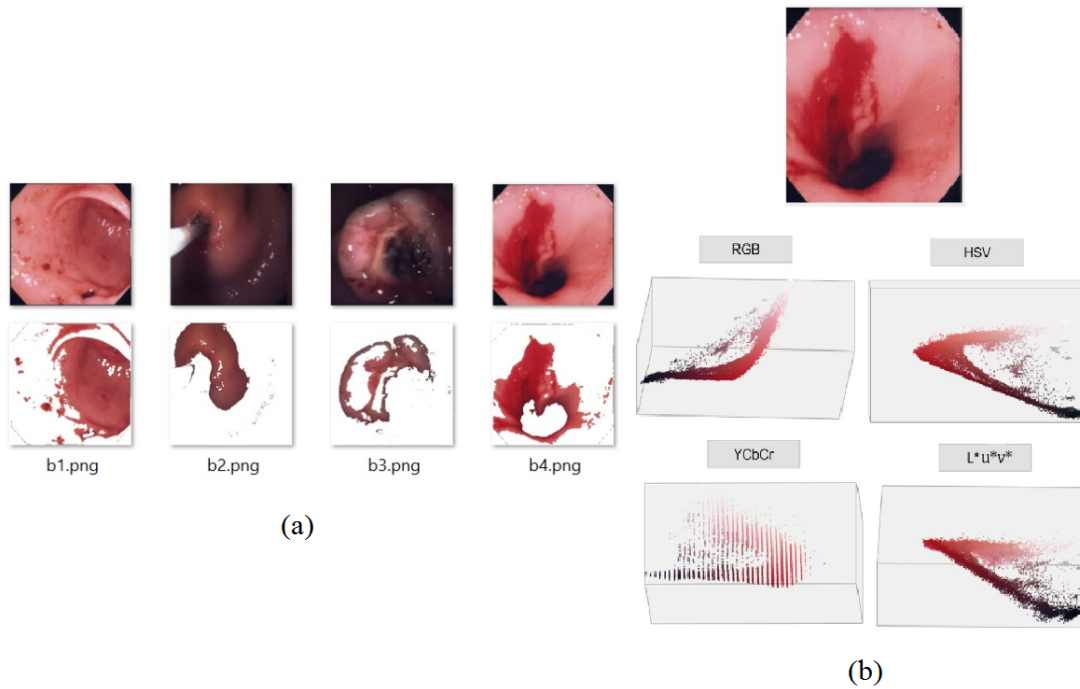 b1.png
b2.png
b3.png
b4.png
(a)
RGB
HSV
YCbCr
L*u*v*
(b)